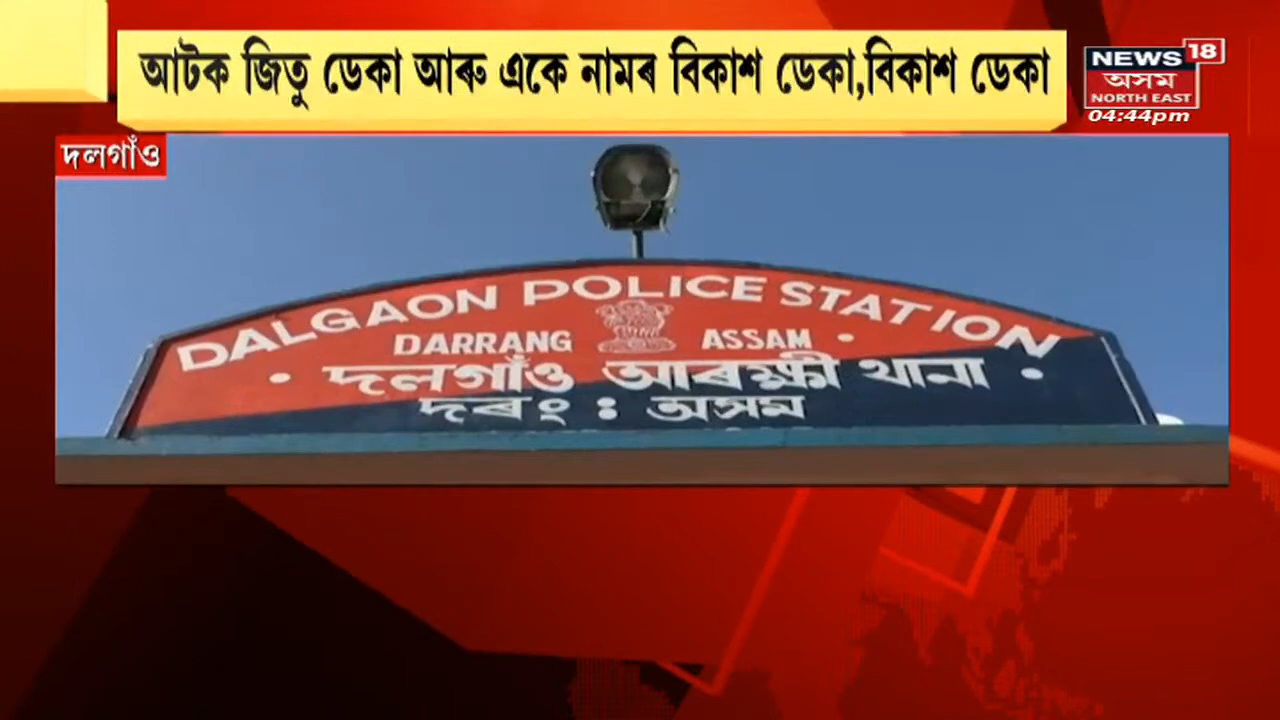 আটক জিতু ডেকা আৰু একে নামৰ বিকাশ ডেকা,বিকাশ ডেকা
NEWS 18
অসম
NORTH EAST
04:44pm
দলগাঁও
DALGAON POLICE STATION
DARRANG ASSAM
দলগাঁও আৰক্ষী থানা
দৰং : অসম